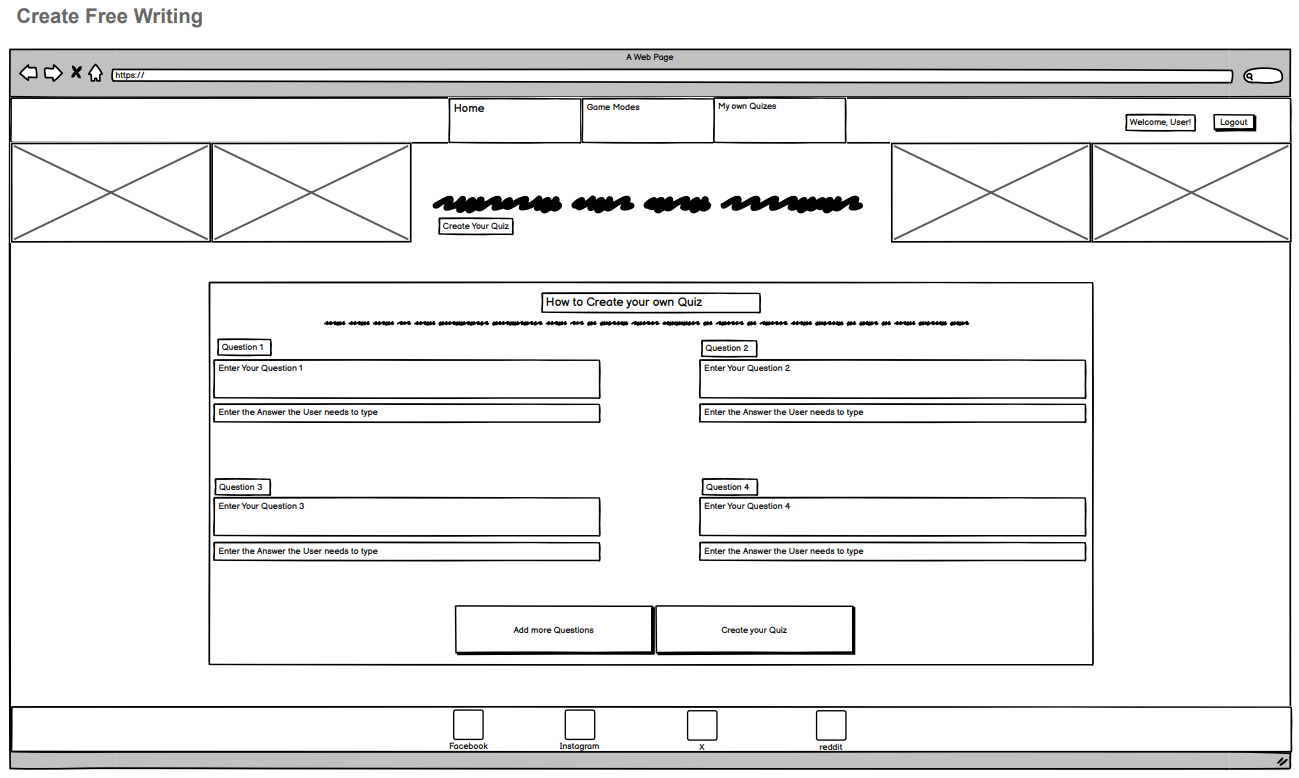 Create Free Writing
A Web Page
https://
Home
Game Modes
My own Quizes
Welcome, User!
Logout
Create Your Quiz
How to Create your own Quiz
Question 1
Question 2
Enter Your Question 1
Enter Your Question 2
Enter the Answer the User needs to type
Enter the Answer the User needs to type
Question 3
Question 4
Enter Your Question 3
Enter Your Question 4
Enter the Answer the User needs to type
Enter the Answer the User needs to type
Add more Questions
Create your Quiz
Facebook
Instagram
X
reddit